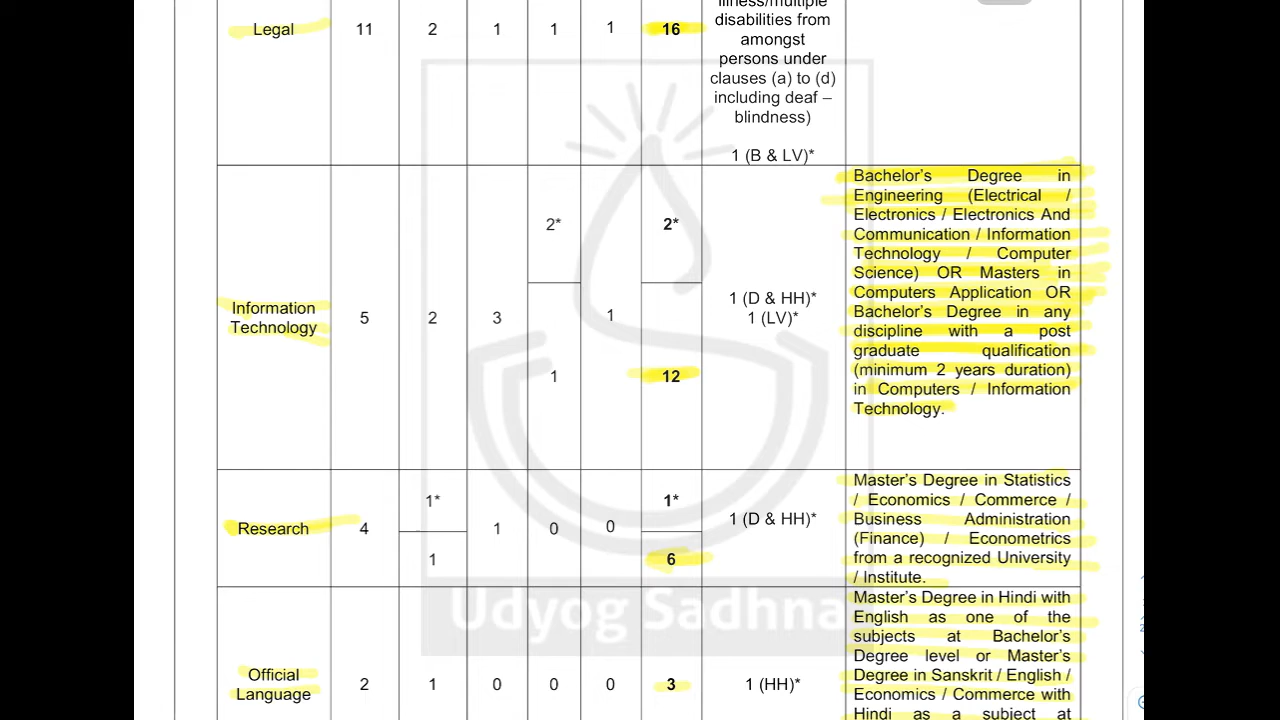 illness/multiple
disabilities from
amongst
persons under
clauses (a) to (d)
including deaf –
blindness)
1 (B & LV)*
Legal 11 2 1 1 1 16
Information
Technology
5 2 3
2*
1
1
2*
12
1 (D & HH)*
1 (LV)*
Bachelor's Degree in
Engineering (Electrical /
Electronics / Electronics And
Communication / Information
Technology / Computer
Science) OR Masters in
Computers Application OR
Bachelor's Degree in any
discipline with a post
graduate qualification
(minimum 2 years duration)
in Computers / Information
Technology.
Research 4
1*
1
1 0 0
1*
6
1 (D & HH)*
Master's Degree in Statistics
/ Economics / Commerce /
Business Administration
(Finance) / Econometrics
from a recognized University
/ Institute.
Official
Language
2 1 0 0 0 3 1 (HH)*
Master's Degree in Hindi with
English as one of the
subjects at Bachelor's
Degree level or Master's
Degree in Sanskrit / English /
Economics / Commerce with
Hindi as a subject at
Udyog Sadhna